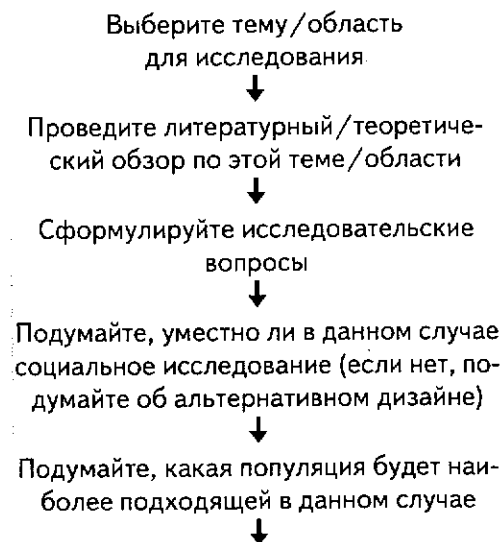 Выберите тему/область
для исследования
Проведите литературный/теоретиче-
ский обзор по этой теме/области
Сформулируйте исследовательские
вопросы
Подумайте, уместно ли в данном случае
социальное исследование (если нет, по-
думайте об альтернативном дизайне)
Подумайте, какая популяция будет наи-
более подходящей в данном случае